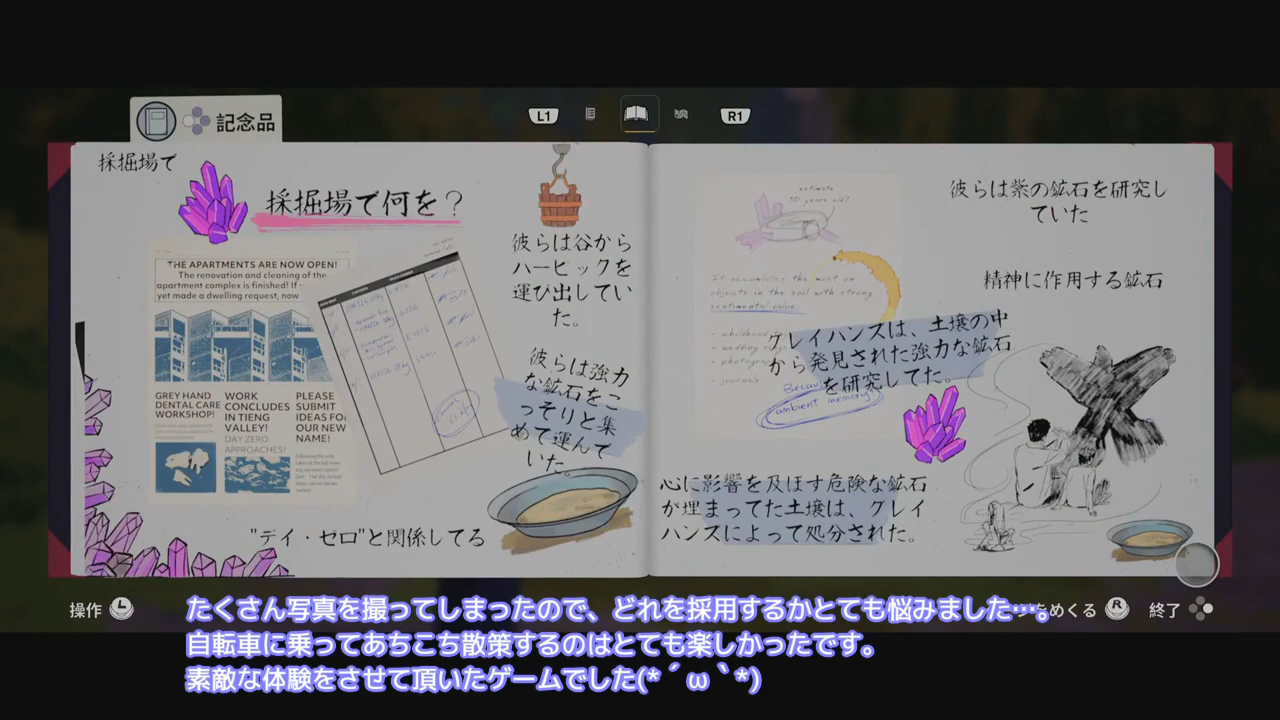 記念品
L1
R1
採掘場で
採掘場で何を？
THE APARTMENTS ARE NOW OPEN!
The renovation and cleaning of the
apartment complex is finished! If
yet made a dwelling request, now
GREY HAND
DENTAL CARE
WORKSHOP!
WORK
CONCLUDES
IN TIENG
VALLEY!
DAY ZERO
APPROACHES!
PLEASE
SUBMIT
IDEAS FOR
OUR NEW
NAME!
彼らは谷から
ハービックを
運び出してい
た。
彼らは強力
な鉱石をこ
っそりと集
めて運んで
いた。
"デイ・ゼロ"と関係してる
estimate
10 years old?
It accumulates the most on
objects in the soil with strong
sentimental value.
- childhood
- wedding
- photograp
- journals
Becau
ambient memory
彼らは紫の鉱石を研究し
ていた
精神に作用する鉱石
グレイハンスは、土壌の中
から発見された強力な鉱石
を研究してた。
心に影響を及ぼす危険な鉱石
が埋まってた土壌は、グレイ
ハンスによって処分された。
操作
をめくる
R
終了
たくさん写真を撮ってしまったので、どれを採用するかとても悩みました…。
自転車に乗ってあちこち散策するのはとても楽しかったです。
素敵な体験をさせて頂いたゲームでした(*´ω`*)